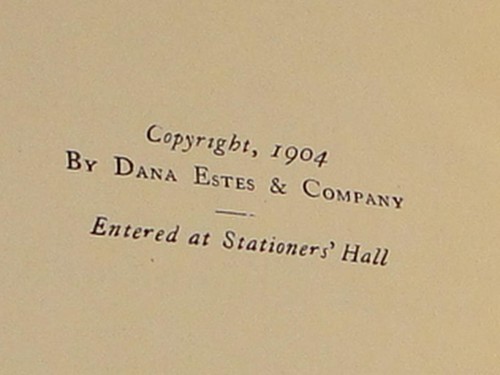 Copyright, 1904
By Dana Estes & Company
Entered at Stationers' Hall